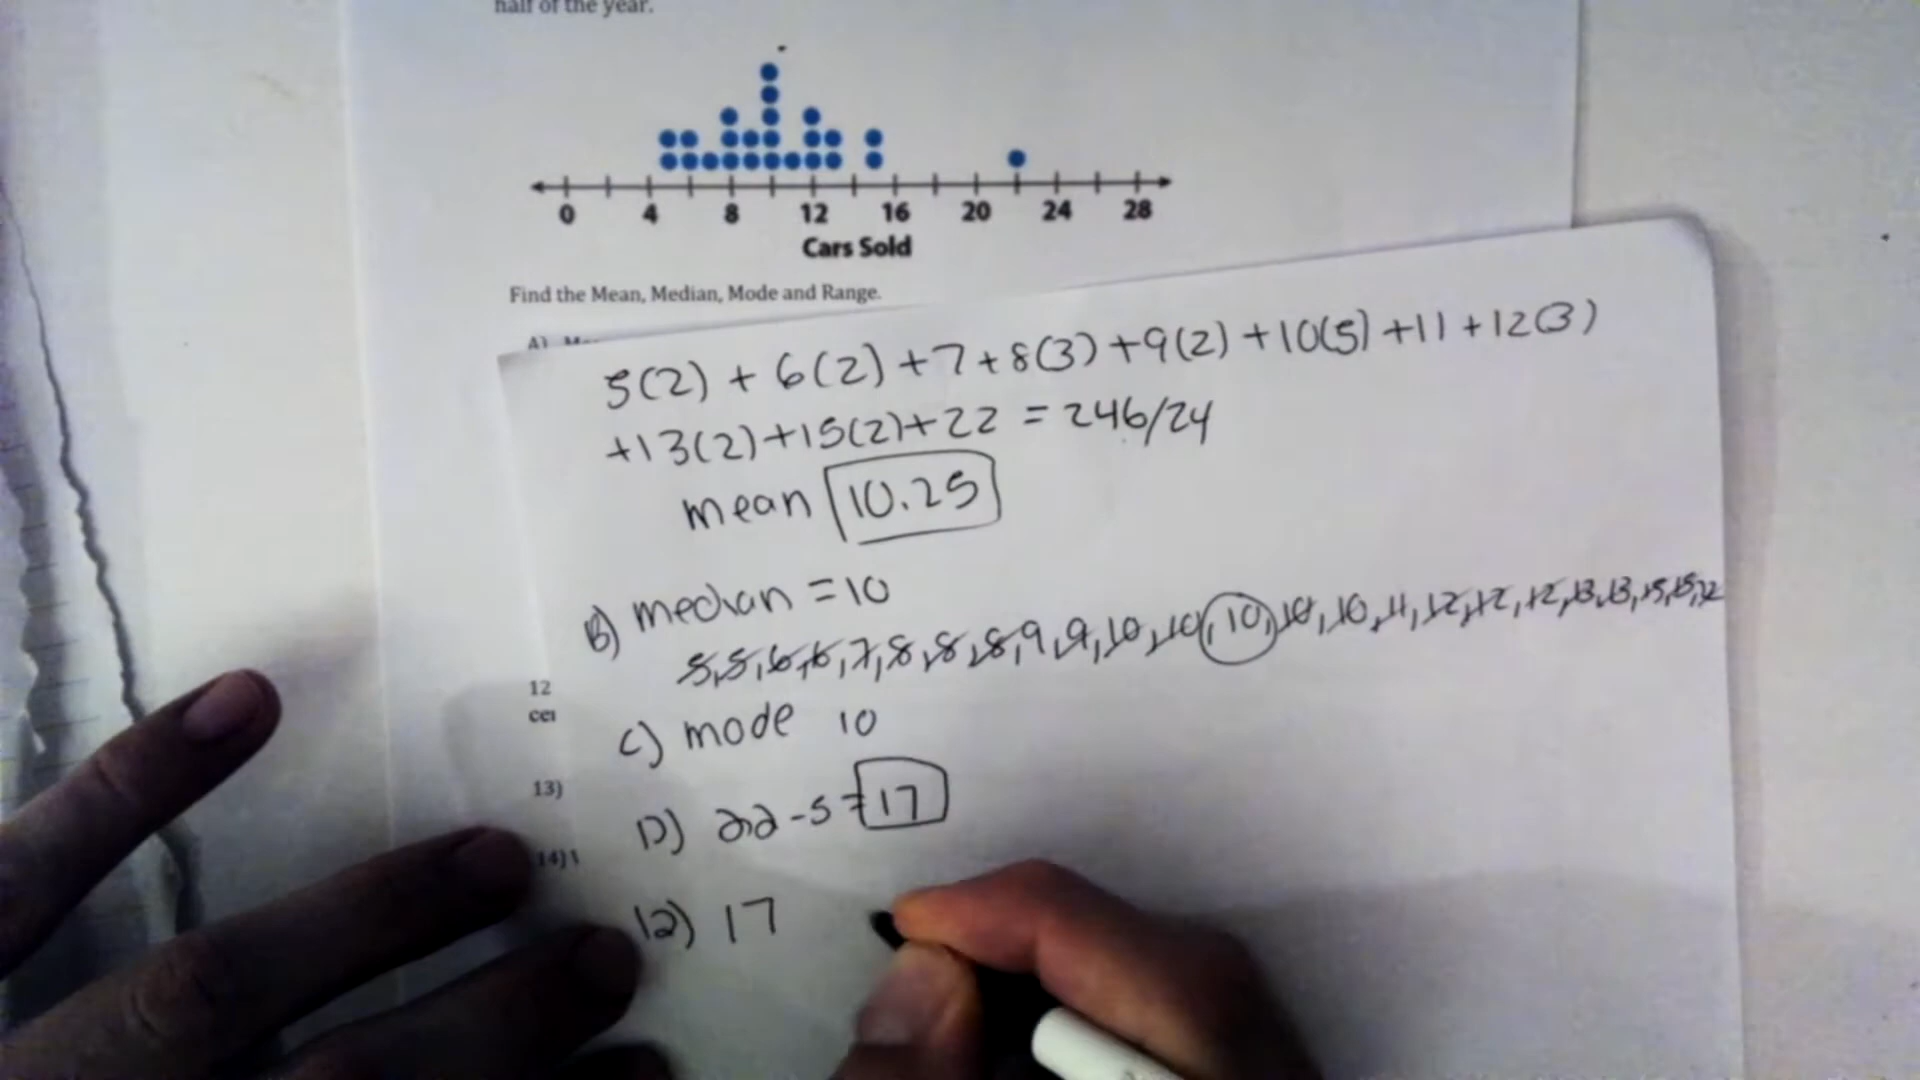 half of the year.
0 4 8 12 16 20 24 28
Cars Sold
Find the Mean, Median, Mode and Range.
A)
5(2) + 6(2) + 7 + 8(3) + 9(2) + 10(5) + 11 + 12(3)
+13(2)+15(2)+22 = 246/24
mean 10.25
B) median = 10
5,5,6,6,7,8,8,8,9,9,10,10,10,10,10,11,12,12,12,13,13,15,15,22
12
C) mode 10
13)
D) 22-5=17
14)
12) 17